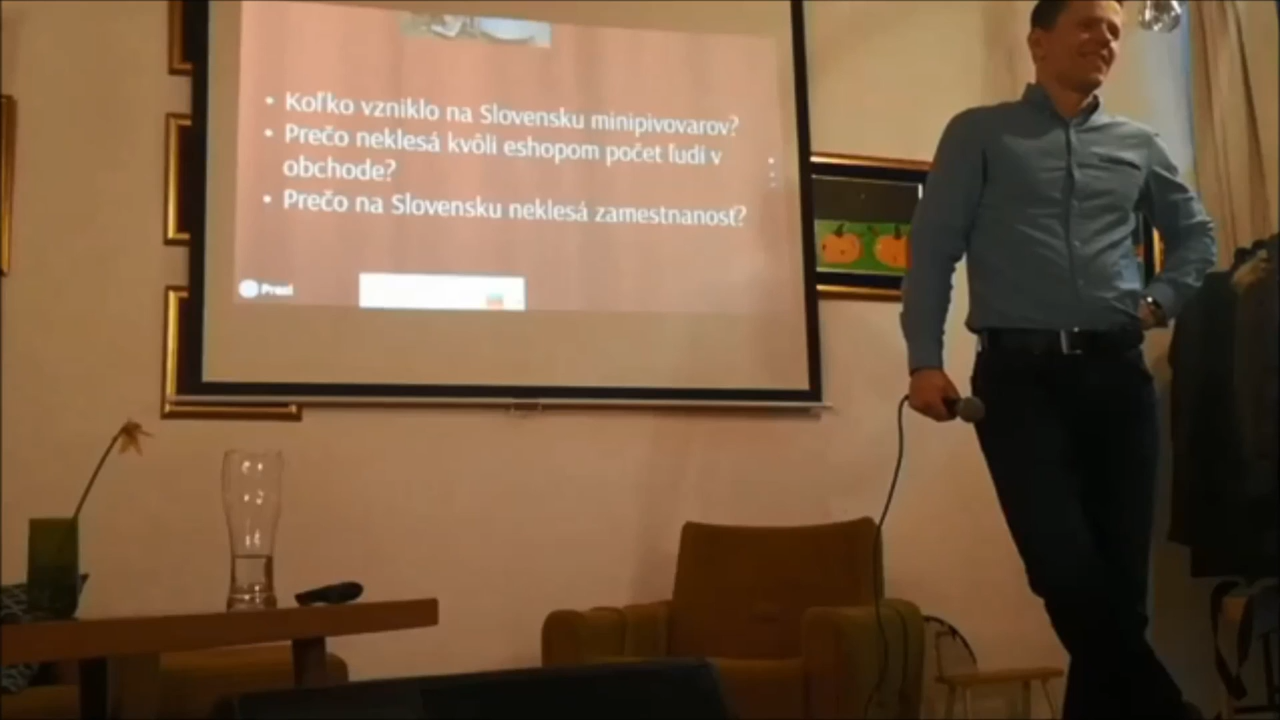 • Koľko vzniklo na Slovensku minipivovarov?
• Prečo neklesá kvôli eshopom počet ľudí v
obchode?
• Prečo na Slovensku neklesá zamestnanosť?
Prezi